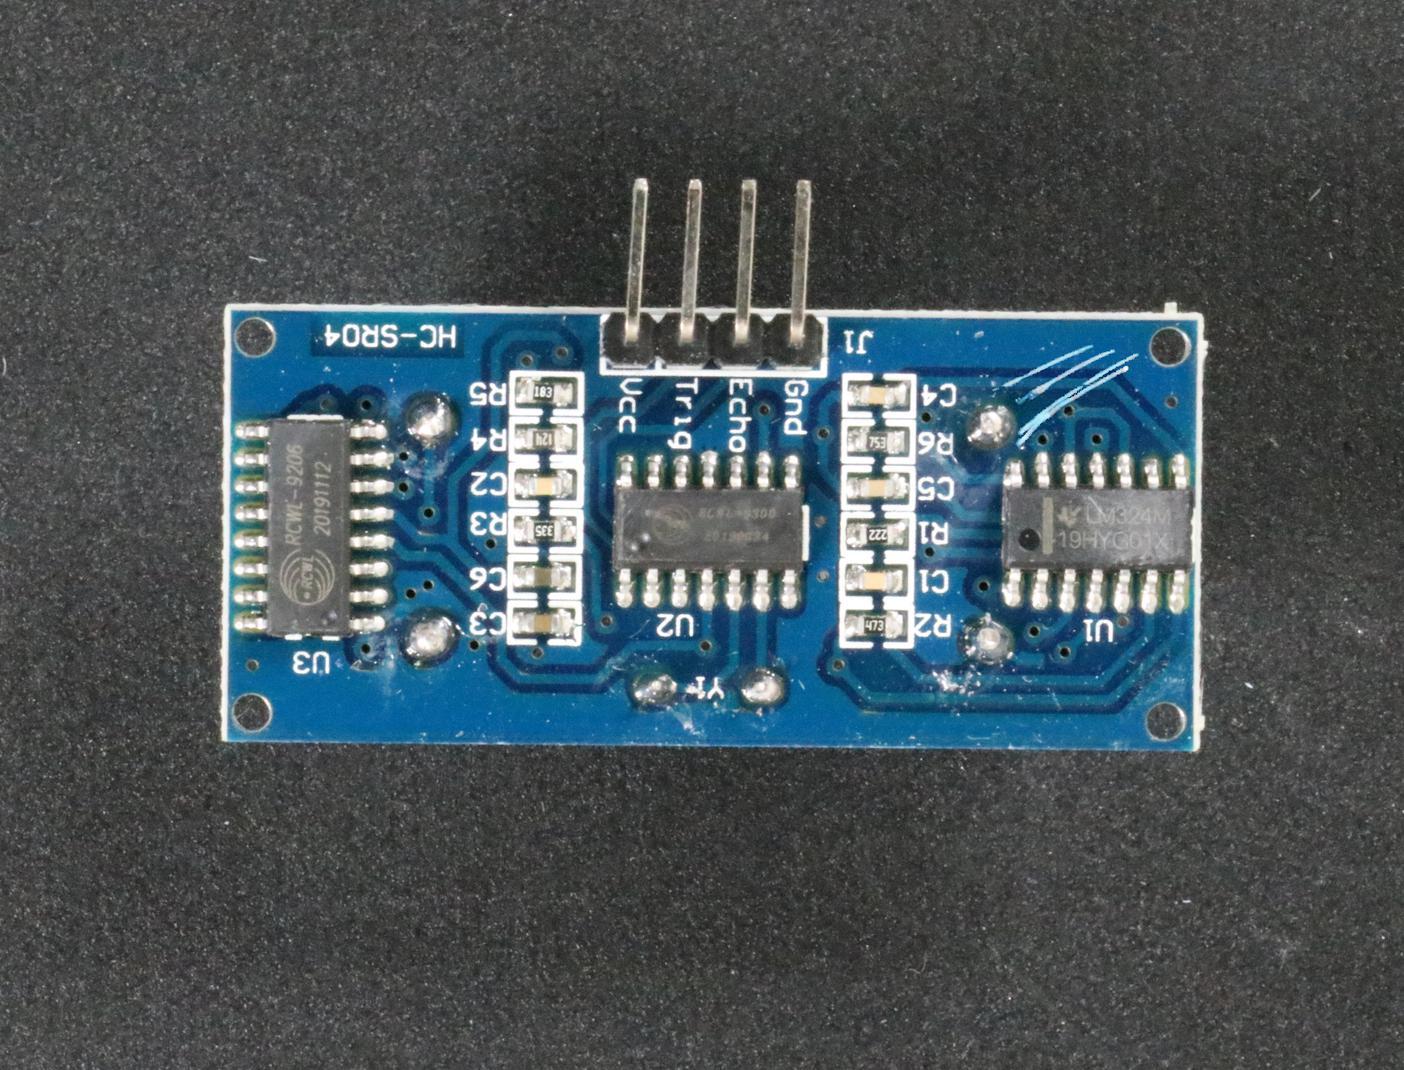 HC-SR04
J1
Vcc
Trig
Echo
Gnd
R5
183
R4
124
C2
R3
335
C6
C3
C4
R6
753
C5
R1
222
C1
R2
473
RCWL-9206
20191112
RCWL
U3
U2
Y1
LM324M
U1